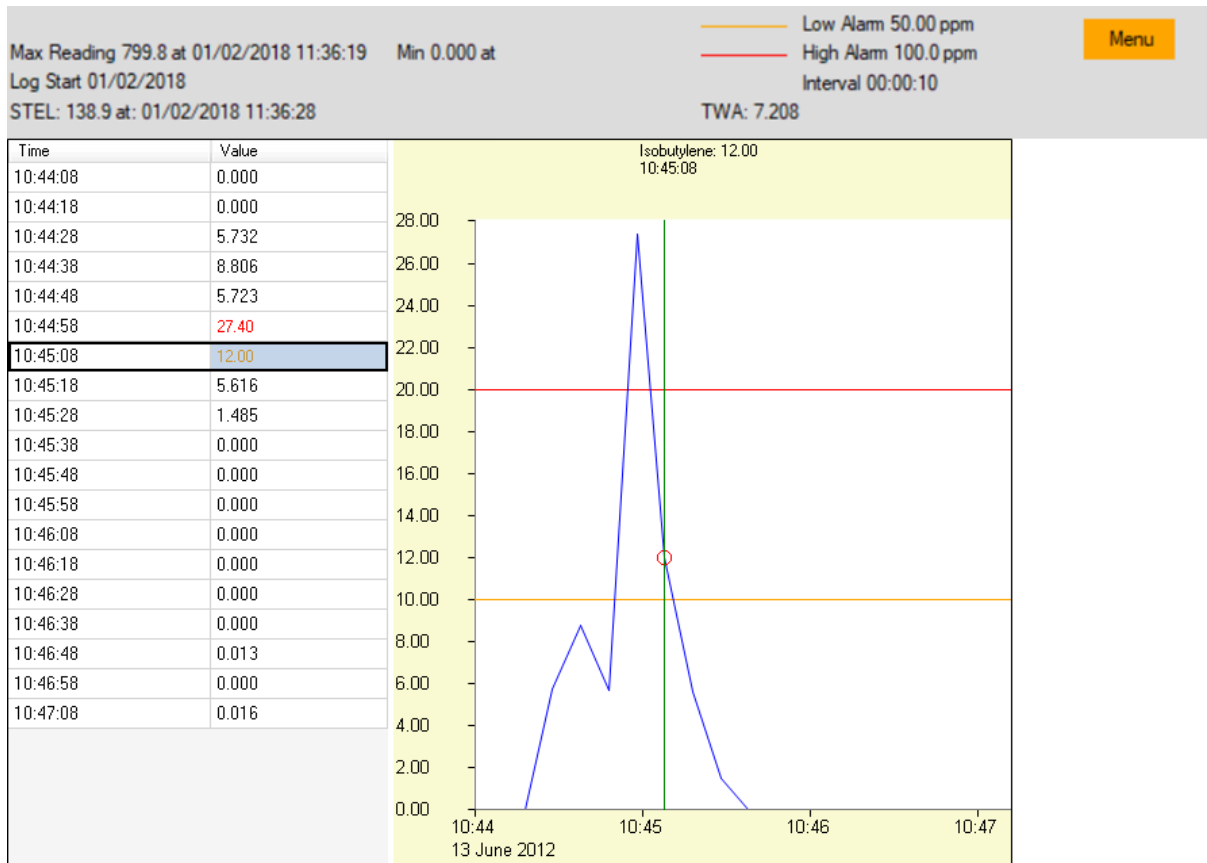 Low Alarm 50.00 ppm
Menu
Max Reading 799.8 at 01/02/2018 11:36:19 Min 0.000 at
High Alarm 100.0 ppm
Log Start 01/02/2018
Interval 00:00:10
STEL: 138.9 at: 01/02/2018 11:36:28
TWA: 7.208
Time Value
10:44:08 0.000
10:44:18 0.000
10:44:28 5.732
10:44:38 8.806
10:44:48 5.723
10:44:58 27.40
10:45:08 12.00
10:45:18 5.616
10:45:28 1.485
10:45:38 0.000
10:45:48 0.000
10:45:58 0.000
10:46:08 0.000
10:46:18 0.000
10:46:28 0.000
10:46:38 0.000
10:46:48 0.013
10:46:58 0.000
10:47:08 0.016
Isobutylene: 12.00
10:45:08
28.00
26.00
24.00
22.00
20.00
18.00
16.00
14.00
12.00
10.00
8.00
6.00
4.00
2.00
0.00
10:44 10:45 10:46 10:47
13 June 2012